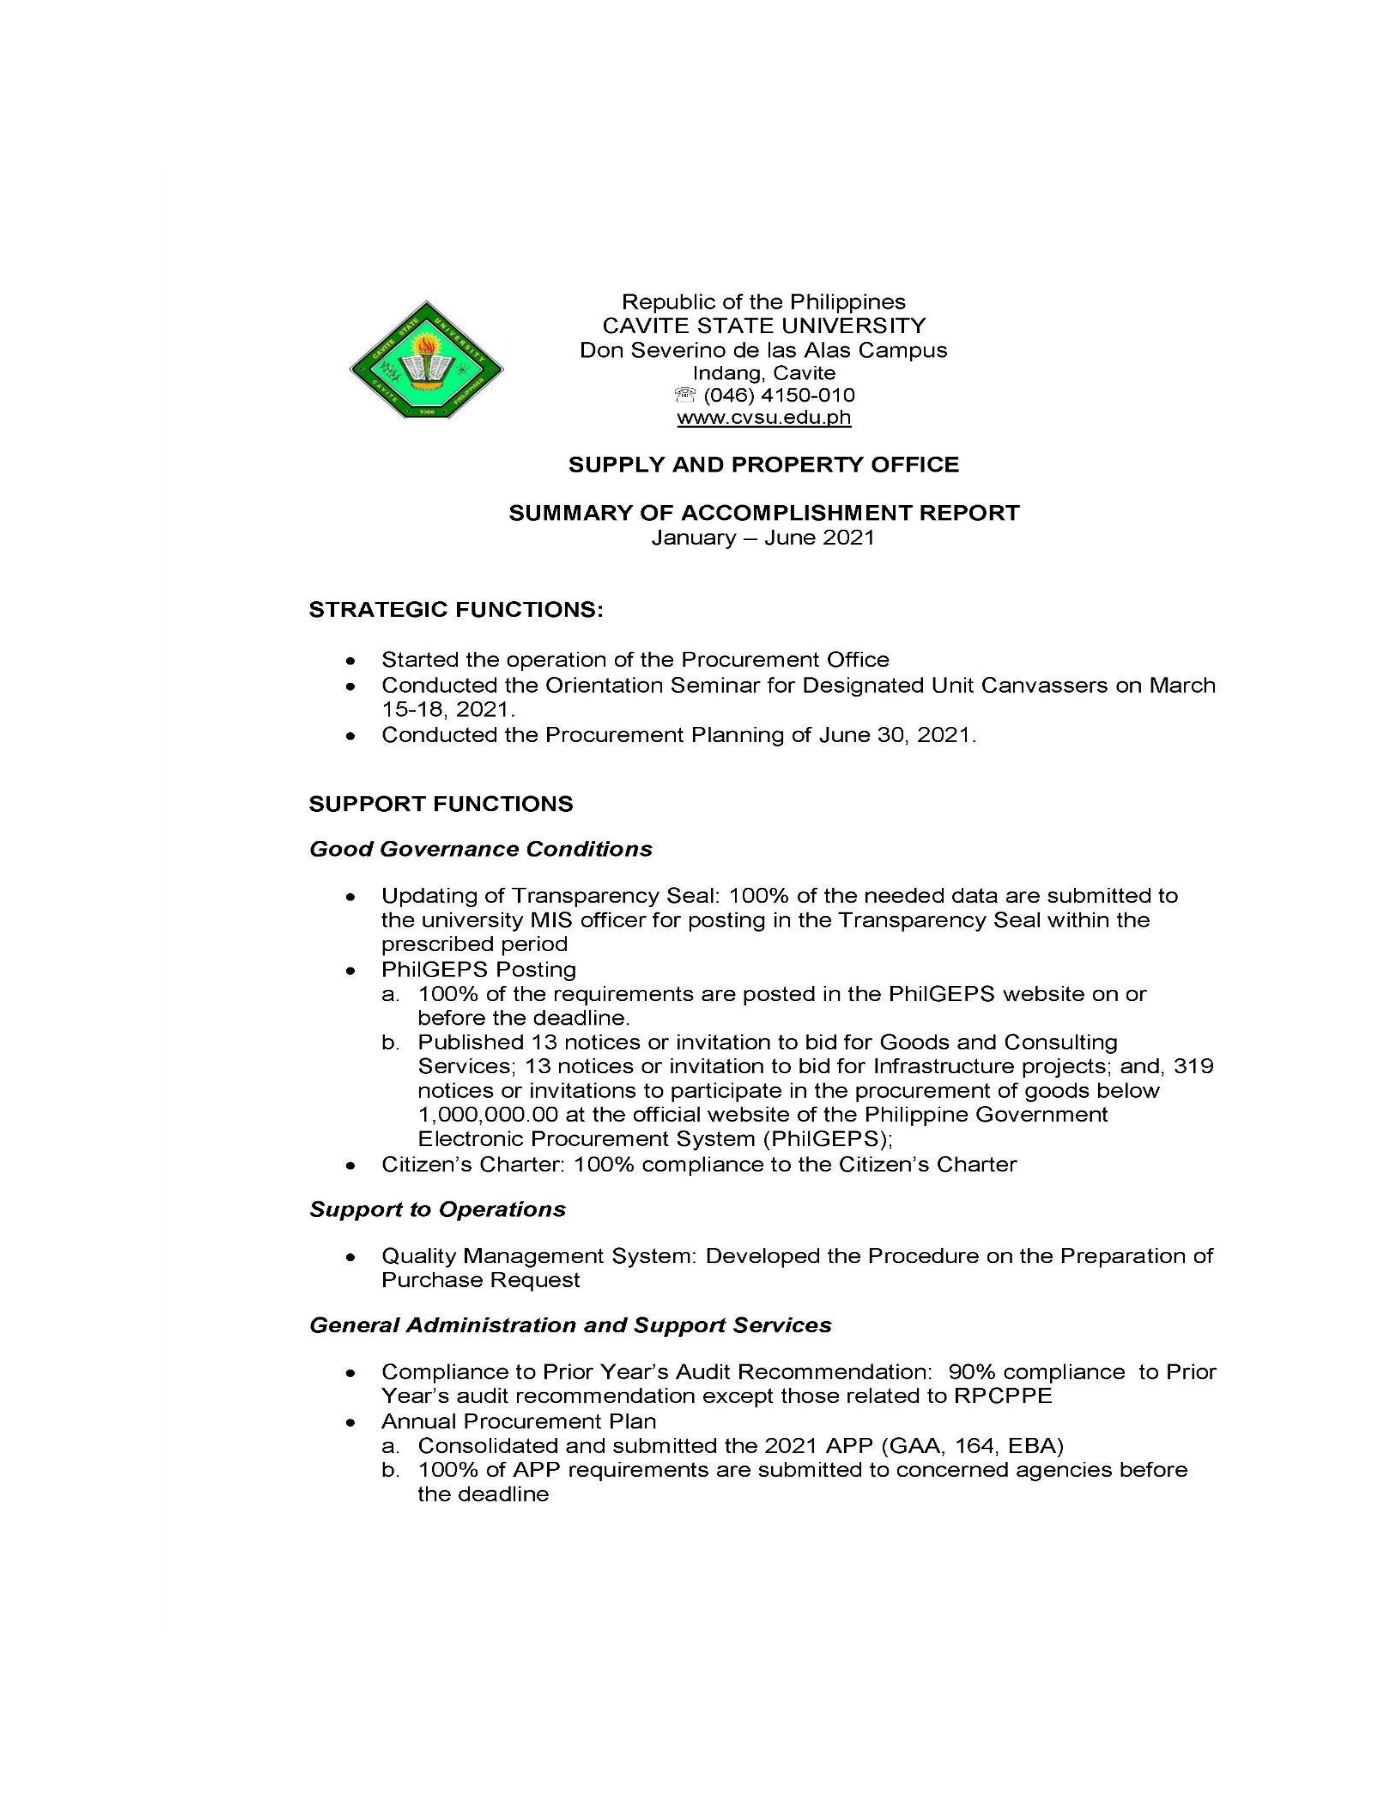 Republic of the Philippines
CAVITE STATE UNIVERSITY
Don Severino de las Alas Campus
Indang, Cavite
☏ (046) 4150-010
www.cvsu.edu.ph
CAVITE STATE UNIVERSITY
CAVITE PHILIPPINES
SUPPLY AND PROPERTY OFFICE
SUMMARY OF ACCOMPLISHMENT REPORT
January – June 2021
STRATEGIC FUNCTIONS:
• Started the operation of the Procurement Office
• Conducted the Orientation Seminar for Designated Unit Canvassers on March
15-18, 2021.
• Conducted the Procurement Planning of June 30, 2021.
SUPPORT FUNCTIONS
Good Governance Conditions
• Updating of Transparency Seal: 100% of the needed data are submitted to
the university MIS officer for posting in the Transparency Seal within the
prescribed period
• PhilGEPS Posting
a. 100% of the requirements are posted in the PhilGEPS website on or
before the deadline.
b. Published 13 notices or invitation to bid for Goods and Consulting
Services; 13 notices or invitation to bid for Infrastructure projects; and, 319
notices or invitations to participate in the procurement of goods below
1,000,000.00 at the official website of the Philippine Government
Electronic Procurement System (PhilGEPS);
• Citizen's Charter: 100% compliance to the Citizen's Charter
Support to Operations
• Quality Management System: Developed the Procedure on the Preparation of
Purchase Request
General Administration and Support Services
• Compliance to Prior Year's Audit Recommendation:  90% compliance  to Prior
Year's audit recommendation except those related to RPCPPE
• Annual Procurement Plan
a. Consolidated and submitted the 2021 APP (GAA, 164, EBA)
b. 100% of APP requirements are submitted to concerned agencies before
the deadline